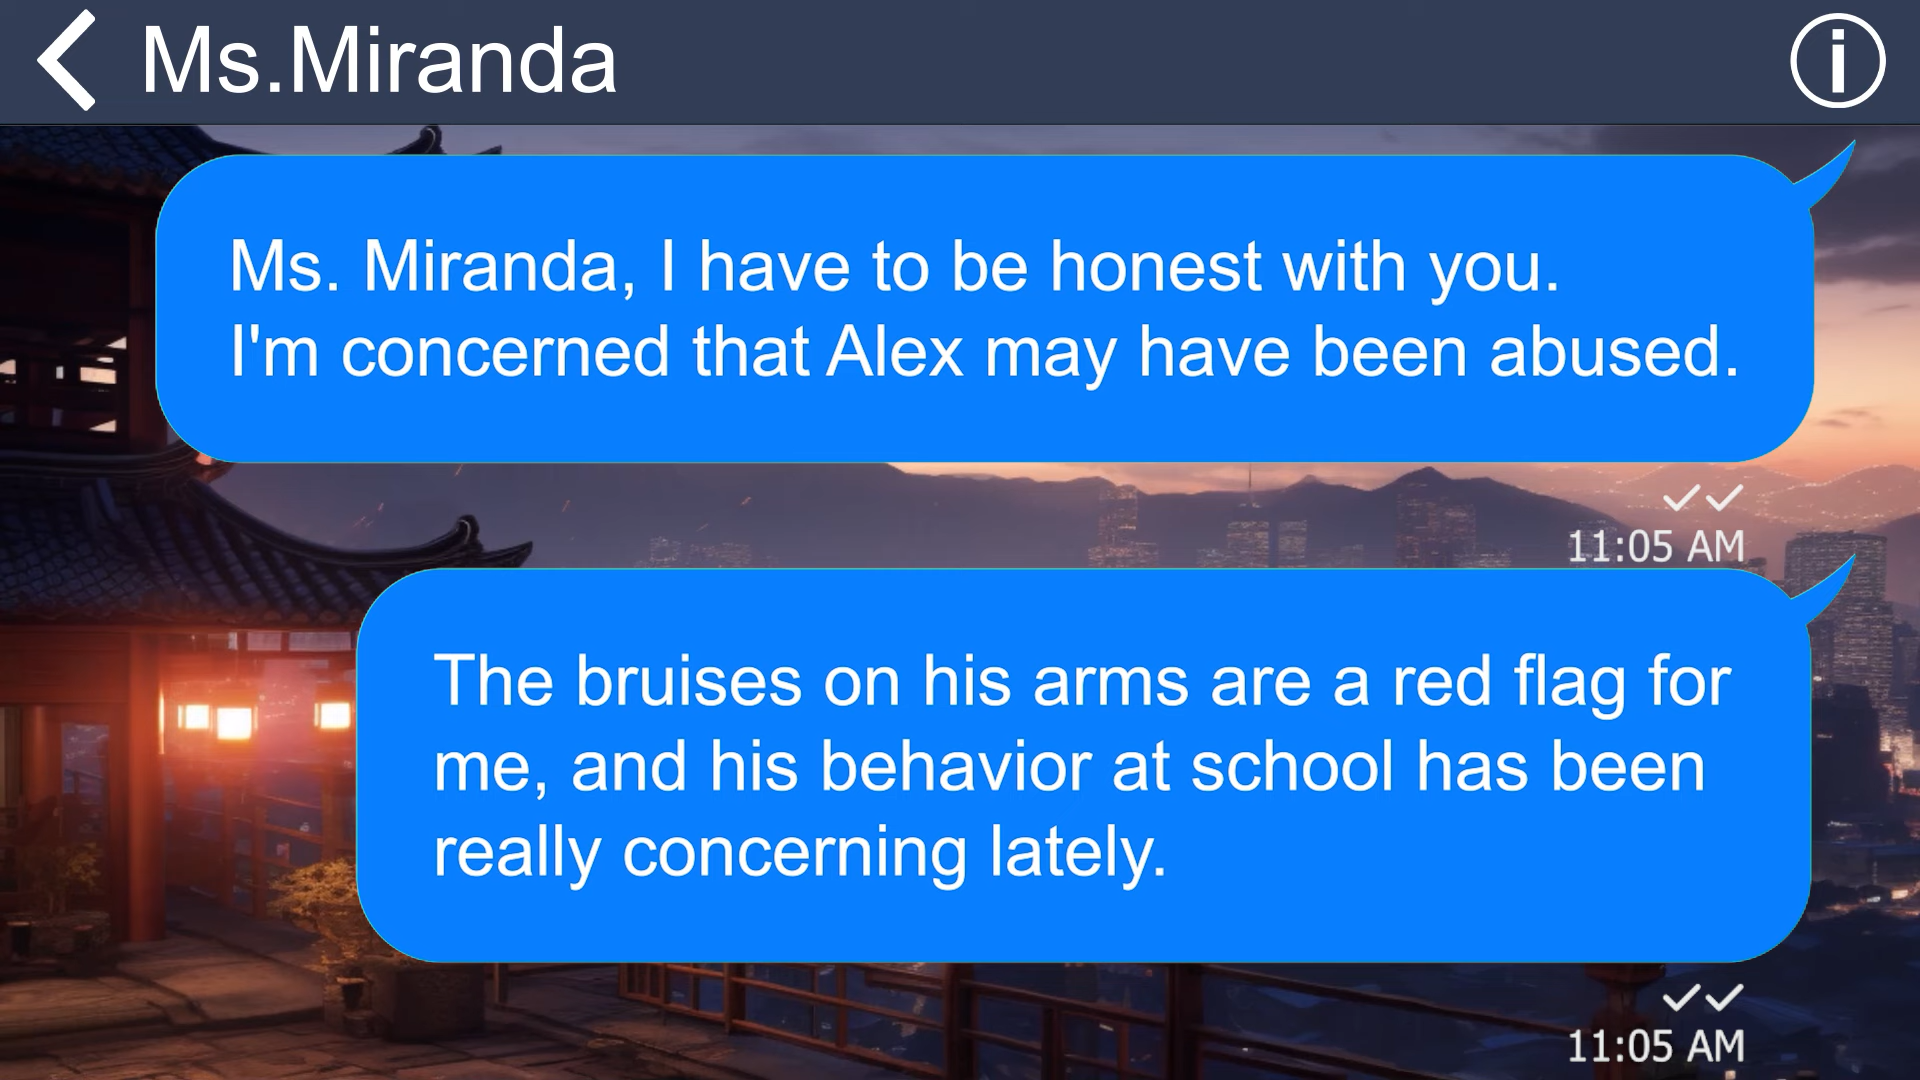 Ms.Miranda
Ms. Miranda, I have to be honest with you.
I'm concerned that Alex may have been abused.
11:05 AM
The bruises on his arms are a red flag for
me, and his behavior at school has been
really concerning lately.
11:05 AM